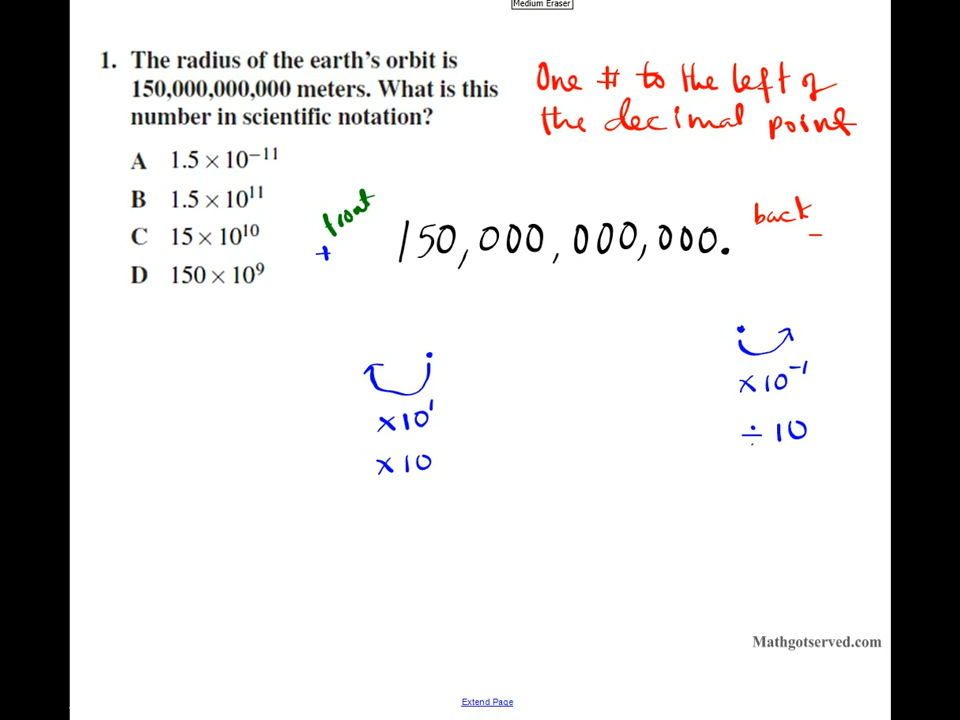 Medium Eraser
1. The radius of the earth's orbit is
150,000,000,000 meters. What is this
number in scientific notation?
A 1.5 × 10⁻¹¹
B 1.5 × 10¹¹
C 15 × 10¹⁰
D 150 × 10⁹
One # to the left of
the decimal point
front
+
150,000,000,000.
back
−
×10¹
×10
×10⁻¹
÷10
Mathgotserved.com
Extend Page